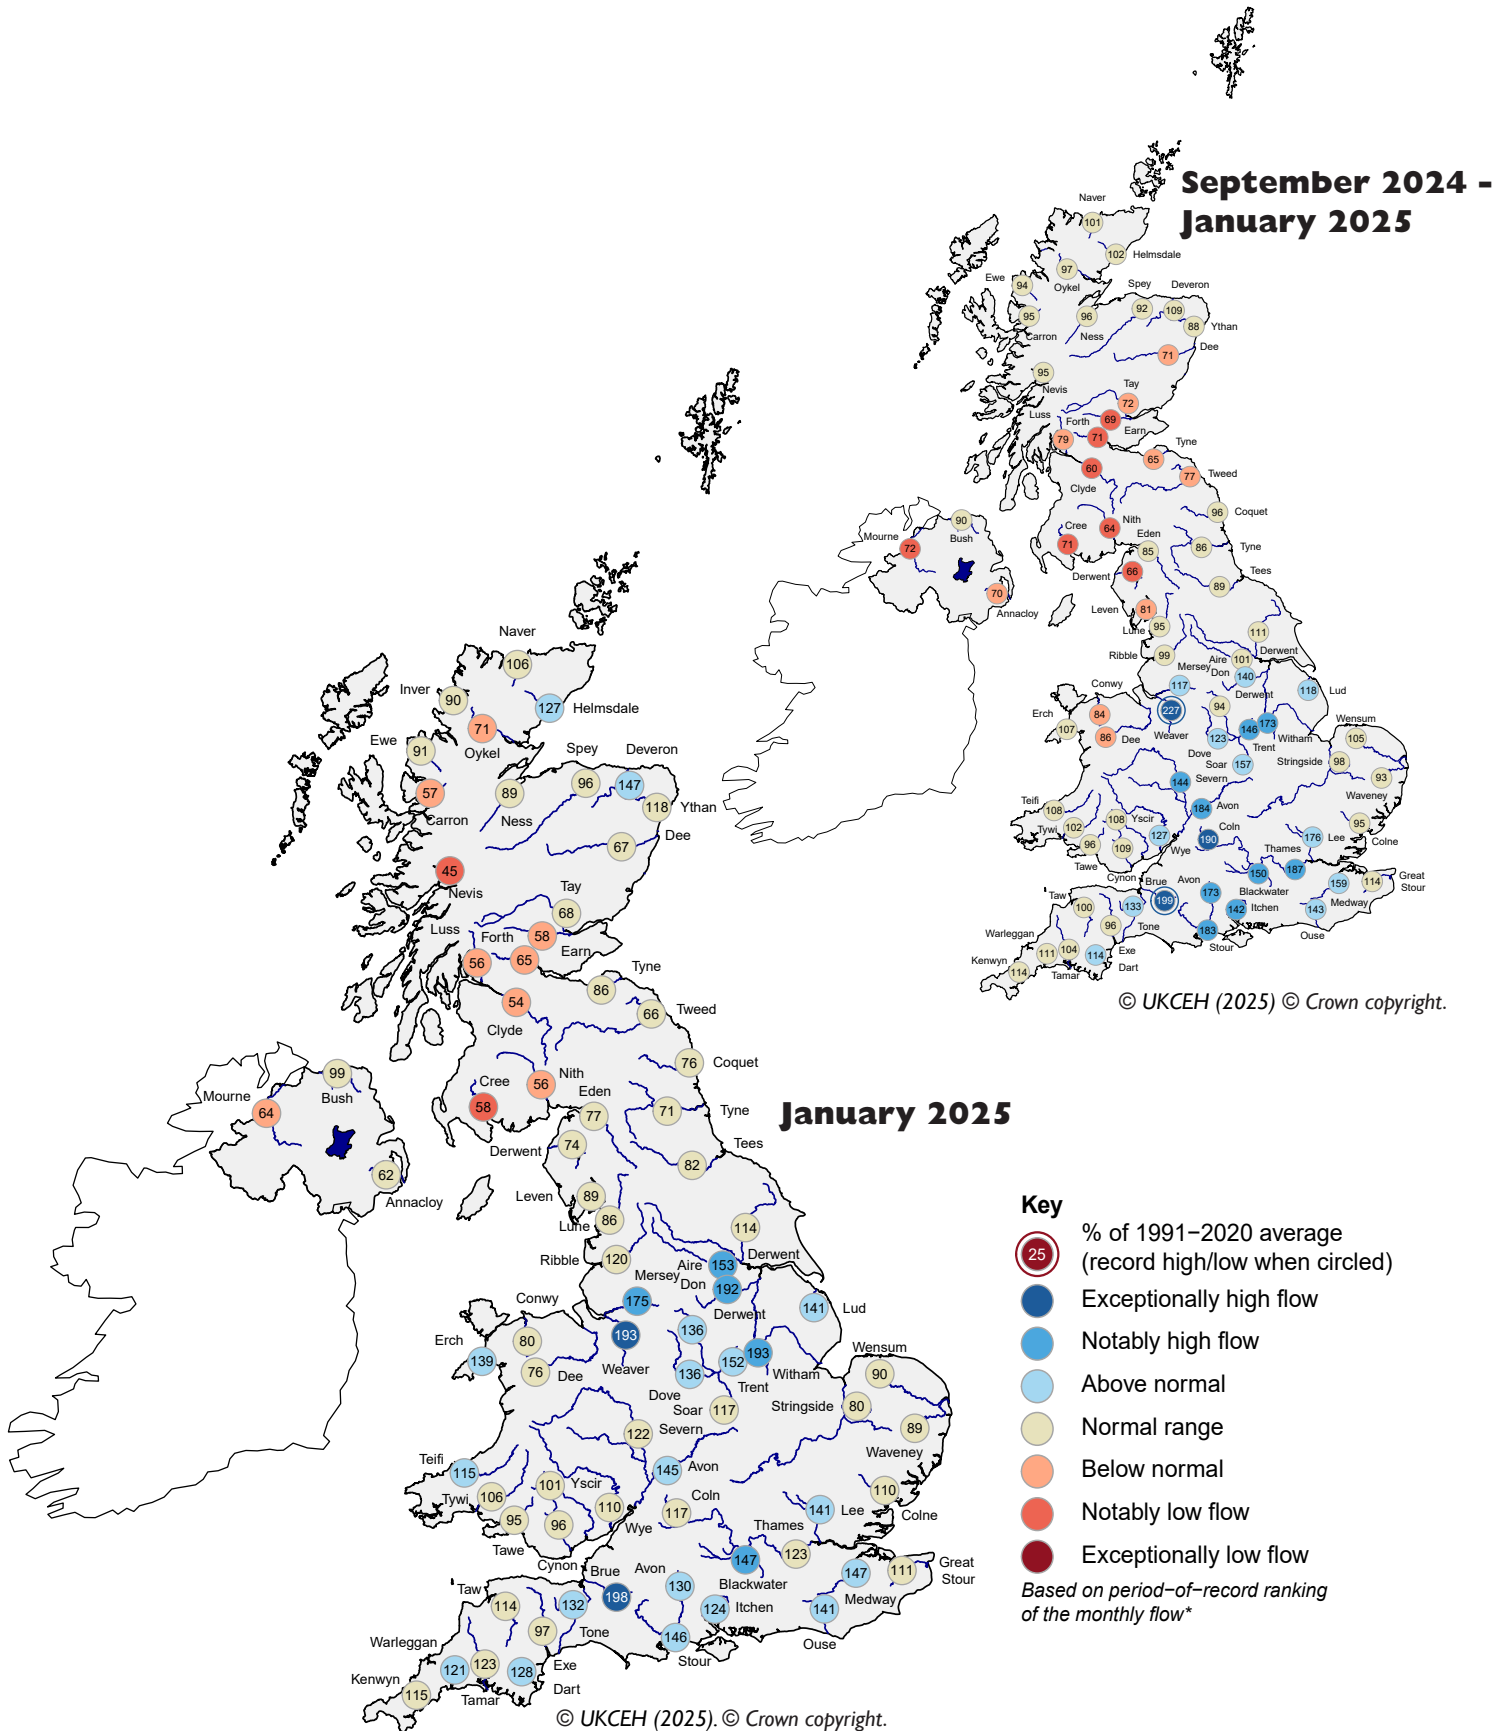 September 2024 -
January 2025
Naver
101
102
Helmsdale
97
Oykel
Ewe
94
95
Carron
96
Ness
Spey
92
Deveron
109
88
Ythan
71
Dee
95
Nevis
Tay
72
Luss
Forth
69
Earn
79
71
Tyne
65
60
Clyde
77
Tweed
96
Coquet
Nith
64
Cree
71
Mourne
72
90
Bush
70
Annacloy
Eden
85
86
Tyne
Derwent
66
Tees
89
Leven
81
Lune
95
111
Derwent
Ribble
99
Aire
101
Mersey
117
Don
140
Derwent
118
Lud
Conwy
84
Erch
107
86
Dee
227
Weaver
94
146
173
Trent
Witham
123
Dove
Soar
157
Wensum
105
Stringside
98
93
Waveney
Severn
144
184
Avon
Teifi
108
Tywi
102
108
Yscir
96
Tawe
109
Cynon
127
Wye
Coln
190
176
Lee
95
Colne
Thames
187
150
Blackwater
159
Medway
114
Great
Stour
Brue
199
Avon
173
142
Itchen
143
Ouse
183
Stour
Taw
100
133
Tone
96
Exe
Warleggan
111
104
Tamar
114
Dart
Kenwyn
114
© UKCEH (2025) © Crown copyright.
January 2025
Naver
106
Inver
90
127
Helmsdale
71
Oykel
Ewe
91
57
Carron
89
Ness
Spey
96
Deveron
147
118
Ythan
67
Dee
45
Nevis
Tay
68
Luss
Forth
58
Earn
56
65
Tyne
86
54
Clyde
66
Tweed
76
Coquet
Nith
56
Cree
58
Mourne
64
99
Bush
62
Annacloy
Eden
77
71
Tyne
Derwent
74
Tees
82
Leven
89
Lune
86
114
Derwent
Ribble
120
Aire
153
Mersey
175
Don
192
Derwent
141
Lud
Conwy
80
Erch
139
76
Dee
193
Weaver
136
152
193
Trent
Witham
136
Dove
Soar
117
Wensum
90
Stringside
80
89
Waveney
122
Severn
145
Avon
Teifi
115
Tywi
106
101
Yscir
95
Tawe
96
Cynon
110
Wye
Coln
117
141
Lee
110
Colne
Thames
123
147
Blackwater
147
Medway
111
Great
Stour
Brue
198
Avon
130
124
Itchen
141
Ouse
146
Stour
Taw
114
132
Tone
97
Exe
Warleggan
121
123
Tamar
128
Dart
Kenwyn
115
© UKCEH (2025). © Crown copyright.
Key
25
% of 1991−2020 average
(record high/low when circled)
Exceptionally high flow
Notably high flow
Above normal
Normal range
Below normal
Notably low flow
Exceptionally low flow
Based on period−of−record ranking
of the monthly flow*